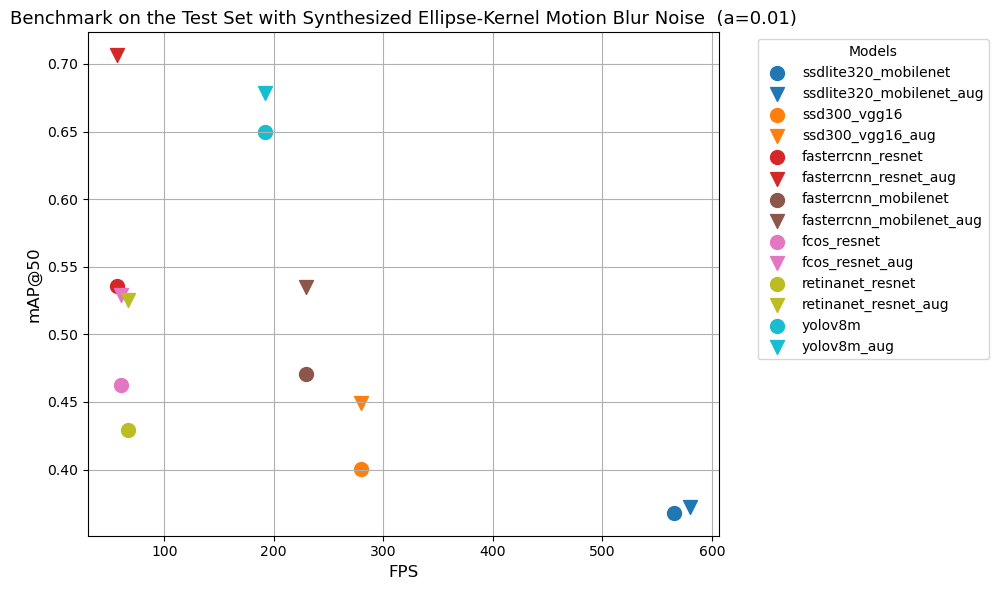 Benchmark on the Test Set with Synthesized Ellipse-Kernel Motion Blur Noise  (a=0.01)
mAP@50
0.70
0.65
0.60
0.55
0.50
0.45
0.40
100
200
300
400
500
600
FPS
Models
ssdlite320_mobilenet
ssdlite320_mobilenet_aug
ssd300_vgg16
ssd300_vgg16_aug
fasterrcnn_resnet
fasterrcnn_resnet_aug
fasterrcnn_mobilenet
fasterrcnn_mobilenet_aug
fcos_resnet
fcos_resnet_aug
retinanet_resnet
retinanet_resnet_aug
yolov8m
yolov8m_aug